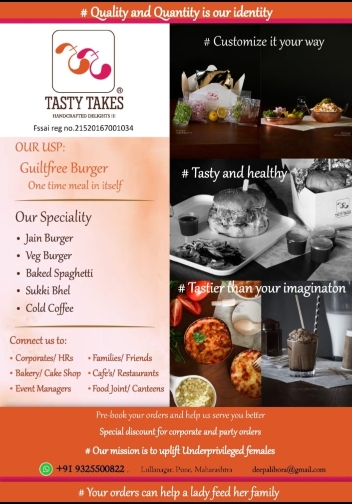 # Quality and Quantity is our identity
®
TASTY TAKES
HANDCRAFTED DELIGHTS !!!
Fssai reg no.21520167001034
# Customize it your way
OUR USP:
Guiltfree Burger
One time meal in itself
# Tasty and healthy
Our Speciality
• Jain Burger
• Veg Burger
• Baked Spaghetti
• Sukki Bhel
• Cold Coffee
# Tastier than your imaginaton
Connect us to:
• Corporates/ HRs
• Families/ Friends
• Bakery/ Cake Shop
• Cafe's/ Restaurants
• Event Managers
• Food Joint/ Canteens
Pre-book your orders and help us serve you better
Special discount for corporate and party orders
# Our mission is to uplift Underprivileged females
+91 9325500822 . Lullanagar, Pune, Maharashtra deepalibora@gmail.com
# Your orders can help a lady feed her family